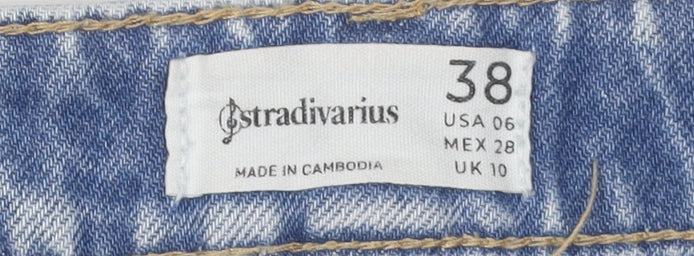 stradivarius
MADE IN CAMBODIA
38
USA 06
MEX 28
UK 10